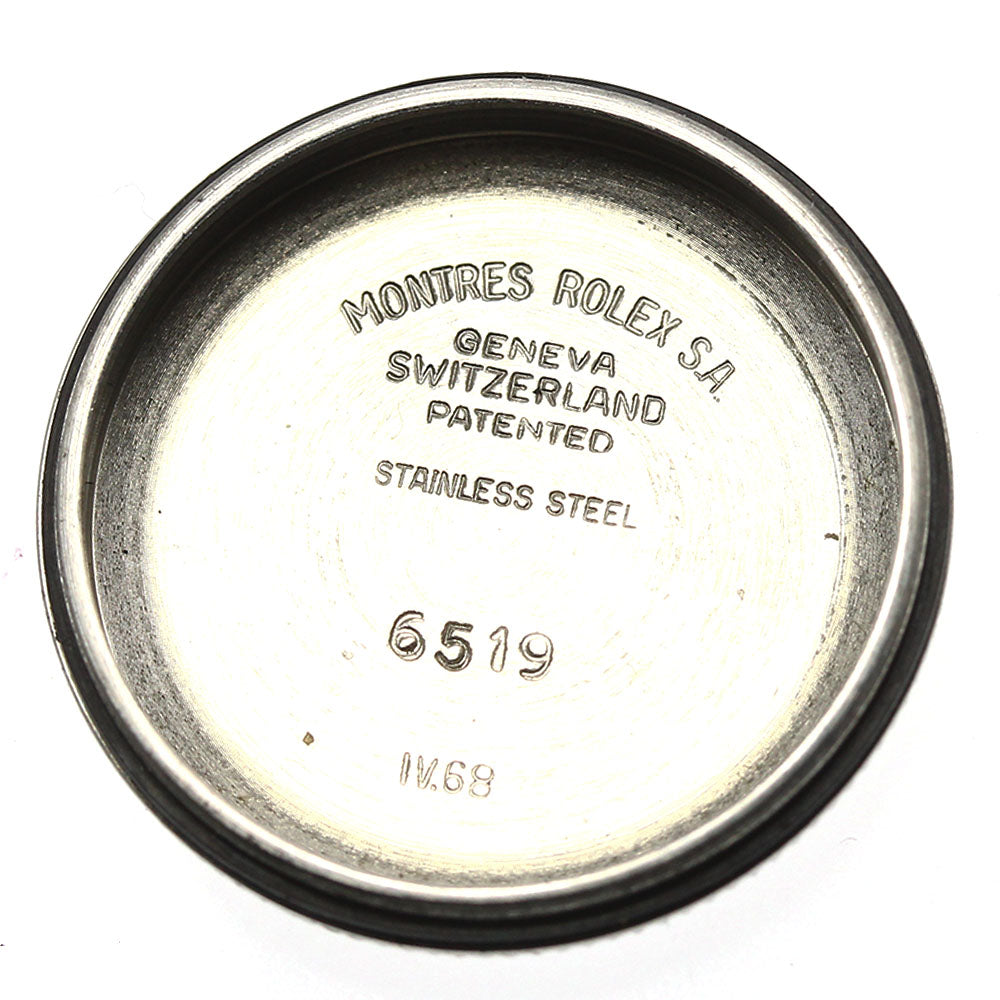 MONTRES ROLEX S.A
GENEVA
SWITZERLAND
PATENTED
STAINLESS STEEL
6519
IV.68